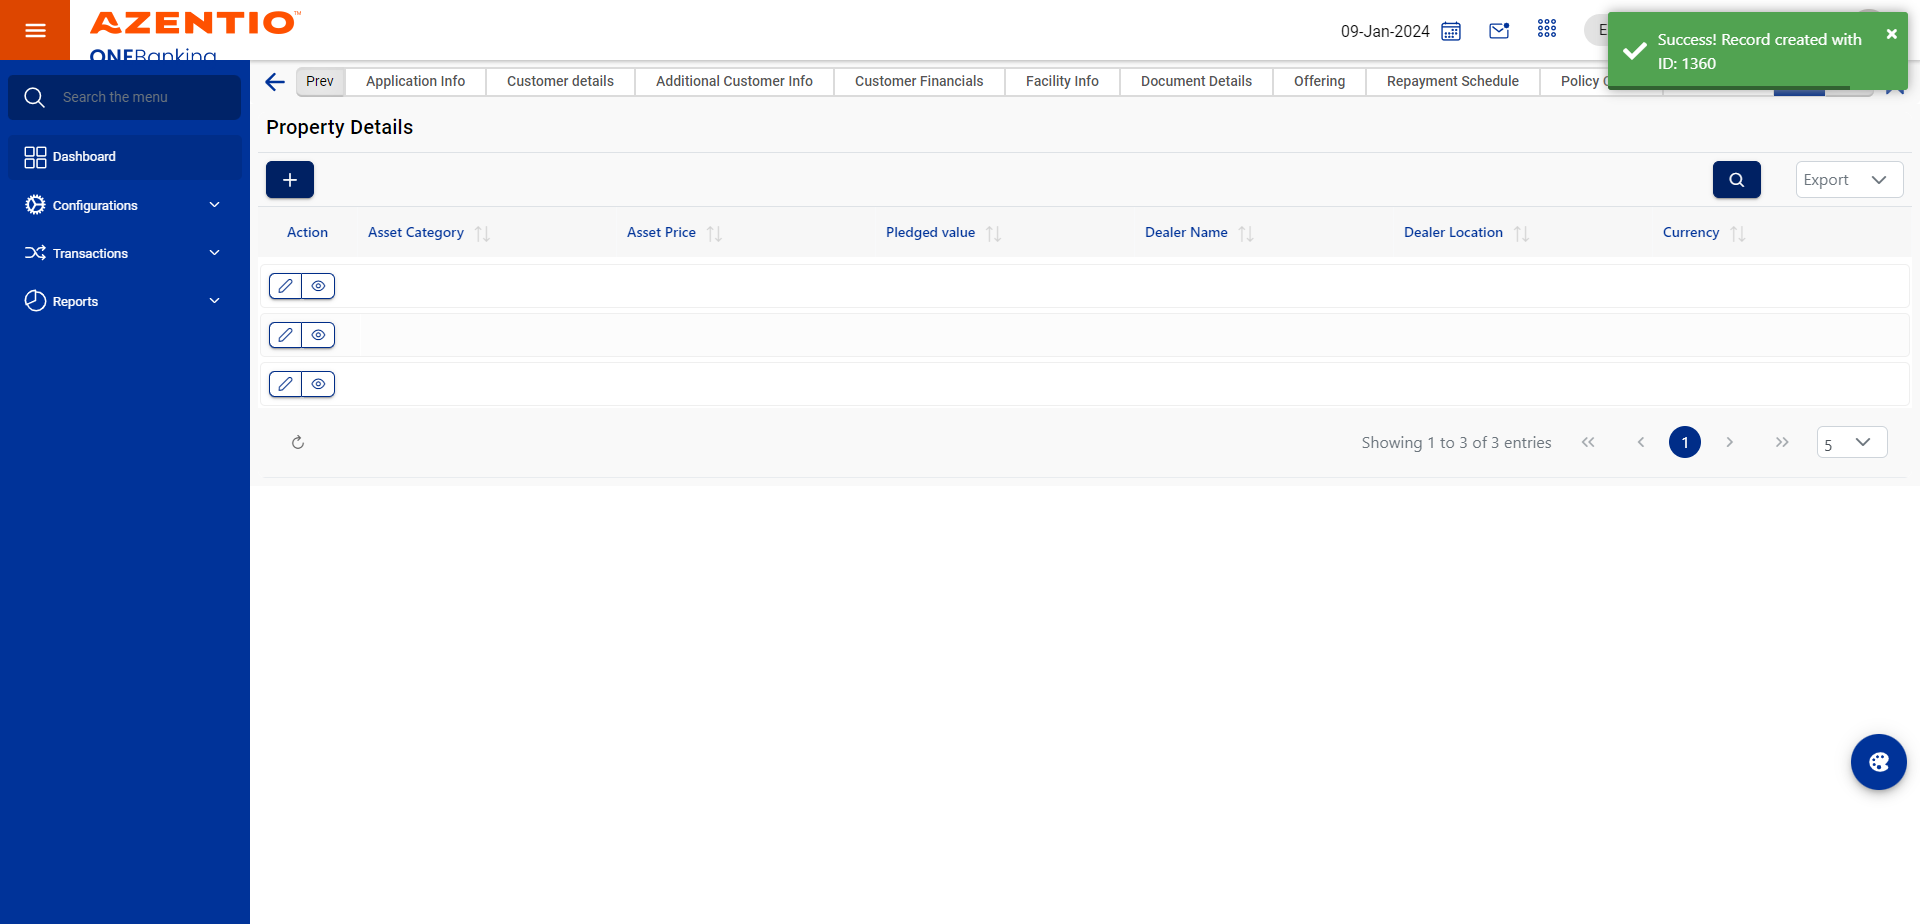 AZENTIO™
ONEBanking
09-Jan-2024
Success! Record created with
ID: 1360
Search the menu
Dashboard
Configurations
Transactions
Reports
Prev
Application Info
Customer details
Additional Customer Info
Customer Financials
Facility Info
Document Details
Offering
Repayment Schedule
Policy
Property Details
Export
Action
Asset Category
Asset Price
Pledged value
Dealer Name
Dealer Location
Currency
Showing 1 to 3 of 3 entries
1
5